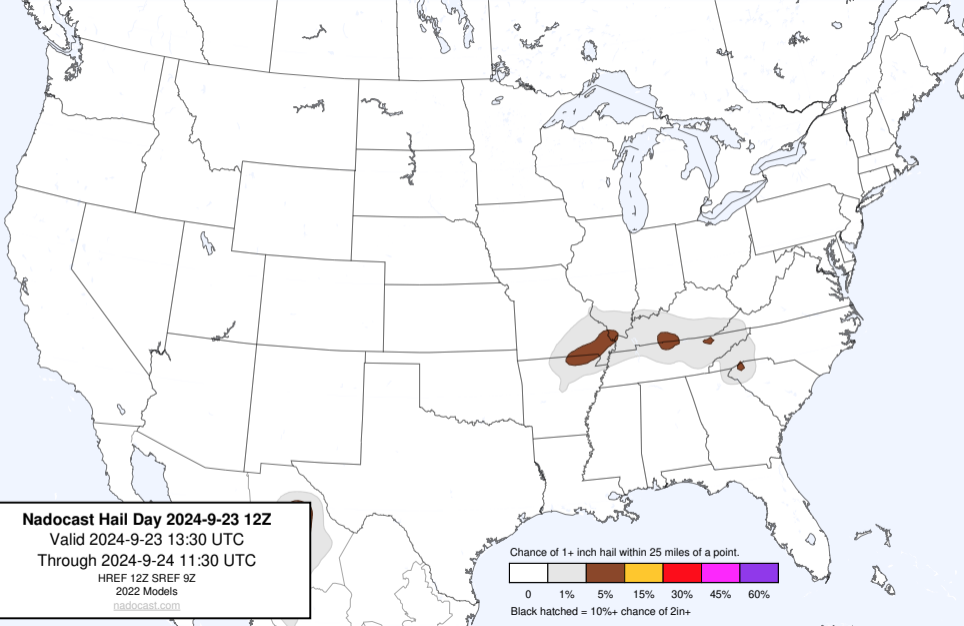 Nadocast Hail Day 2024-9-23 12Z
Valid 2024-9-23 13:30 UTC
Through 2024-9-24 11:30 UTC
HREF 12Z SREF 9Z
2022 Models
nadocast.com
Chance of 1+ inch hail within 25 miles of a point.
0 1% 5% 15% 30% 45% 60%
Black hatched = 10%+ chance of 2in+